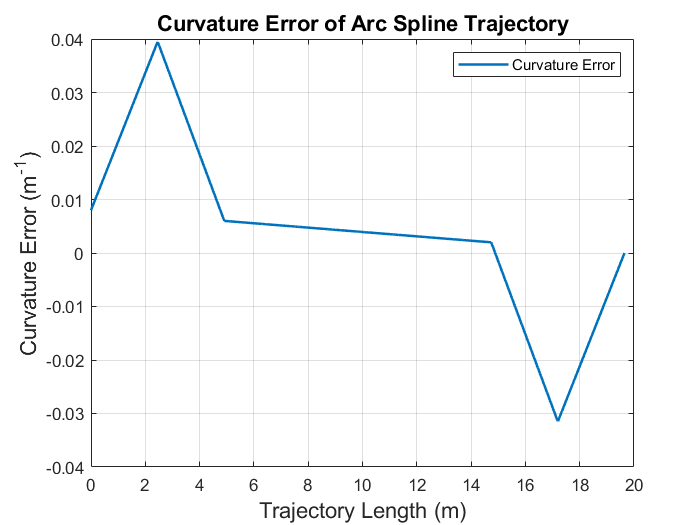 Curvature Error of Arc Spline Trajectory
Curvature Error
0.04
0.03
0.02
0.01
0
-0.01
-0.02
-0.03
-0.04
Curvature Error (m⁻¹)
0 2 4 6 8 10 12 14 16 18 20
Trajectory Length (m)